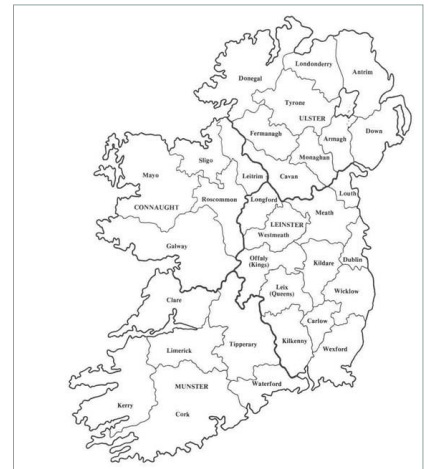 Londonderry
Antrim
Donegal
Tyrone
ULSTER
Fermanagh
Armagh
Down
Monaghan
Cavan
Sligo
Leitrim
Mayo
Roscommon
CONNAUGHT
Galway
Longford
Louth
Meath
LEINSTER
Westmeath
Offaly
(Kings)
Kildare
Dublin
Leix
(Queens)
Wicklow
Carlow
Kilkenny
Wexford
Clare
Tipperary
Limerick
MUNSTER
Waterford
Kerry
Cork